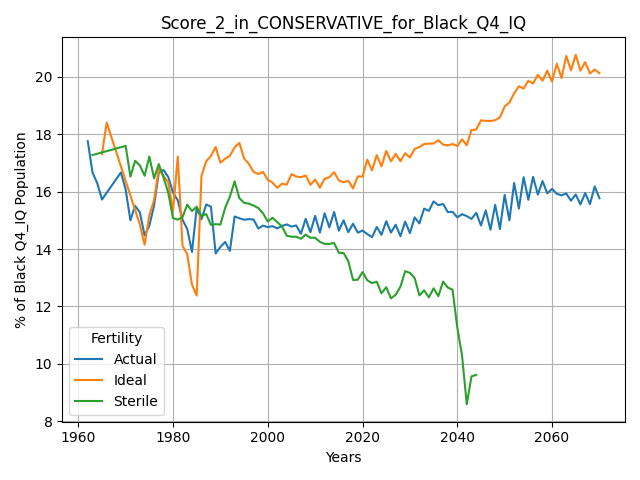 Score_2_in_CONSERVATIVE_for_Black_Q4_IQ
% of Black Q4_IQ Population
20
18
16
14
12
10
8
Fertility
Actual
Ideal
Sterile
1960
1980
2000
2020
2040
2060
Years